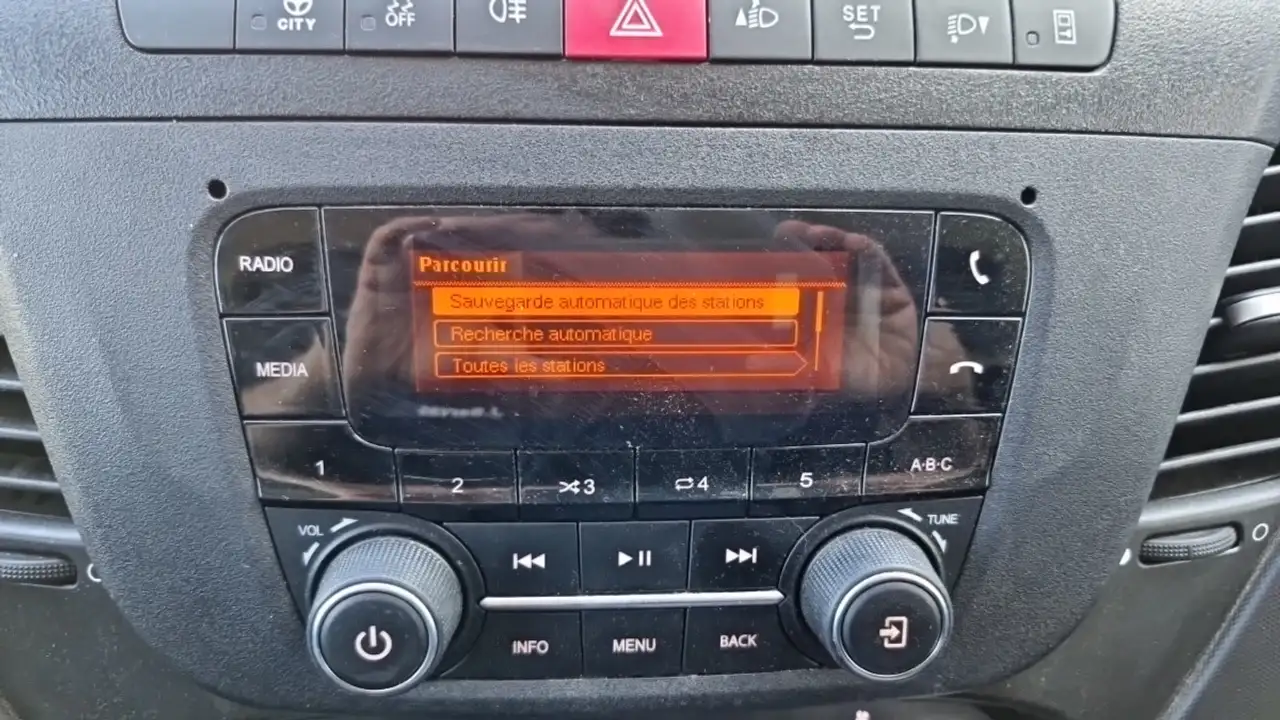 CITY
OFF
SET
RADIO
Parcourir
Sauvegarde automatique des stations
MEDIA
Recherche automatique
Toutes les stations
1
2
3
4
5
A·B·C
VOL
TUNE
INFO
MENU
BACK